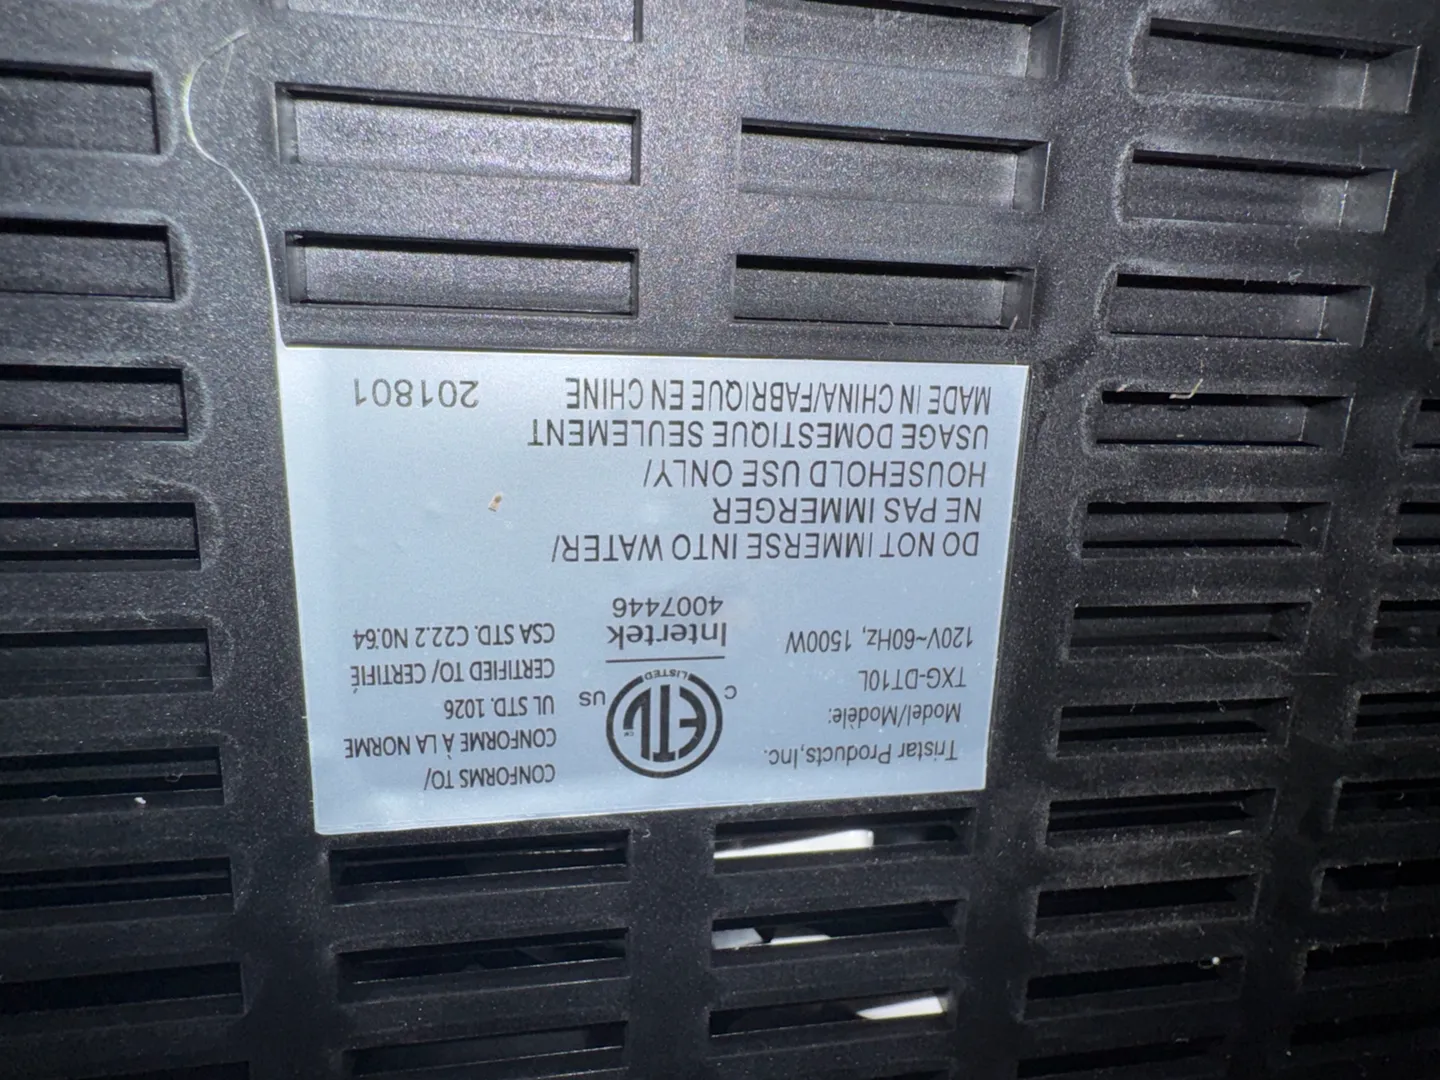 Tristar Products,Inc.
Model/Modèle:
TXG-DT10L
120V~60Hz, 1500W
C
ETL
CM
LISTED
US
Intertek
4007446
CONFORMS TO/
CONFORME À LA NORME
UL STD. 1026
CERTIFIED TO/ CERTIFIÉ
CSA STD. C22.2 NO.64
DO NOT IMMERSE INTO WATER/
NE PAS IMMERGER
HOUSEHOLD USE ONLY/
USAGE DOMESTIQUE SEULEMENT
MADE IN CHINA/FABRIQUE EN CHINE
201801